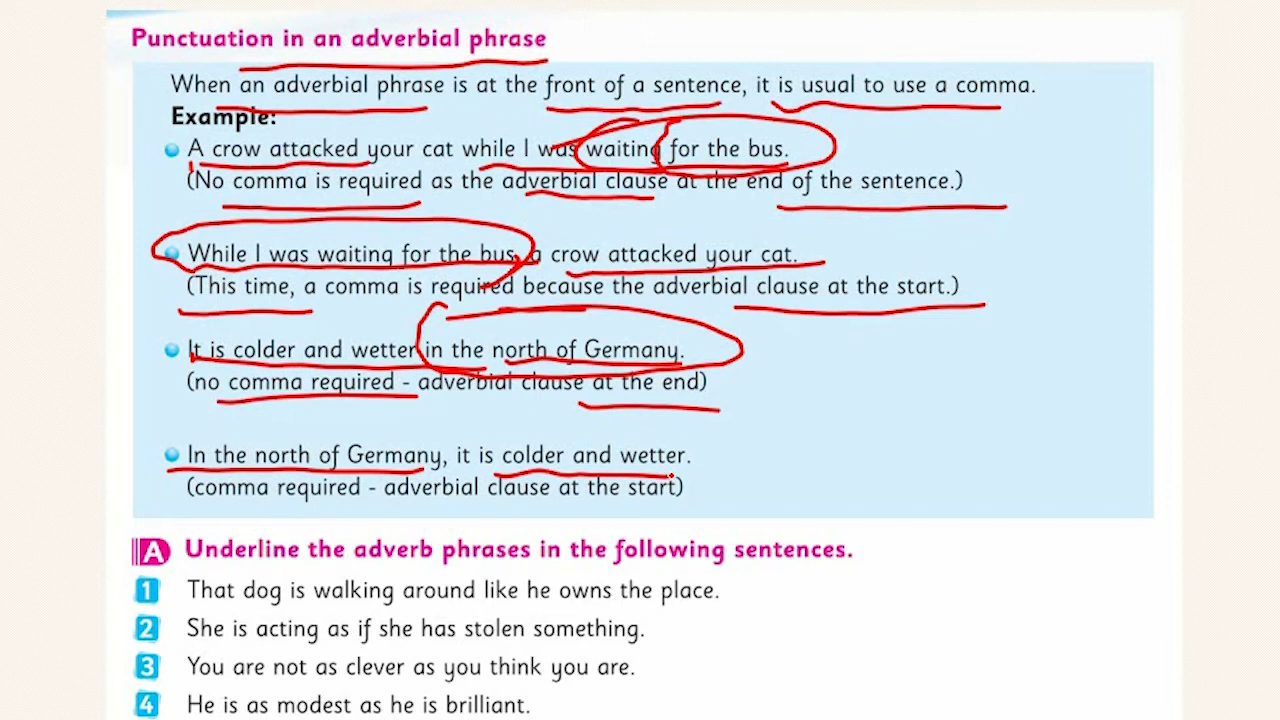 Punctuation in an adverbial phrase
When an adverbial phrase is at the front of a sentence, it is usual to use a comma.
Example:
A crow attacked your cat while I was waiting for the bus.
(No comma is required as the adverbial clause at the end of the sentence.)
While I was waiting for the bus, a crow attacked your cat.
(This time, a comma is required because the adverbial clause at the start.)
It is colder and wetter in the north of Germany.
(no comma required - adverbial clause at the end)
In the north of Germany, it is colder and wetter.
(comma required - adverbial clause at the start)
A Underline the adverb phrases in the following sentences.
1 That dog is walking around like he owns the place.
2 She is acting as if she has stolen something.
3 You are not as clever as you think you are.
4 He is as modest as he is brilliant.